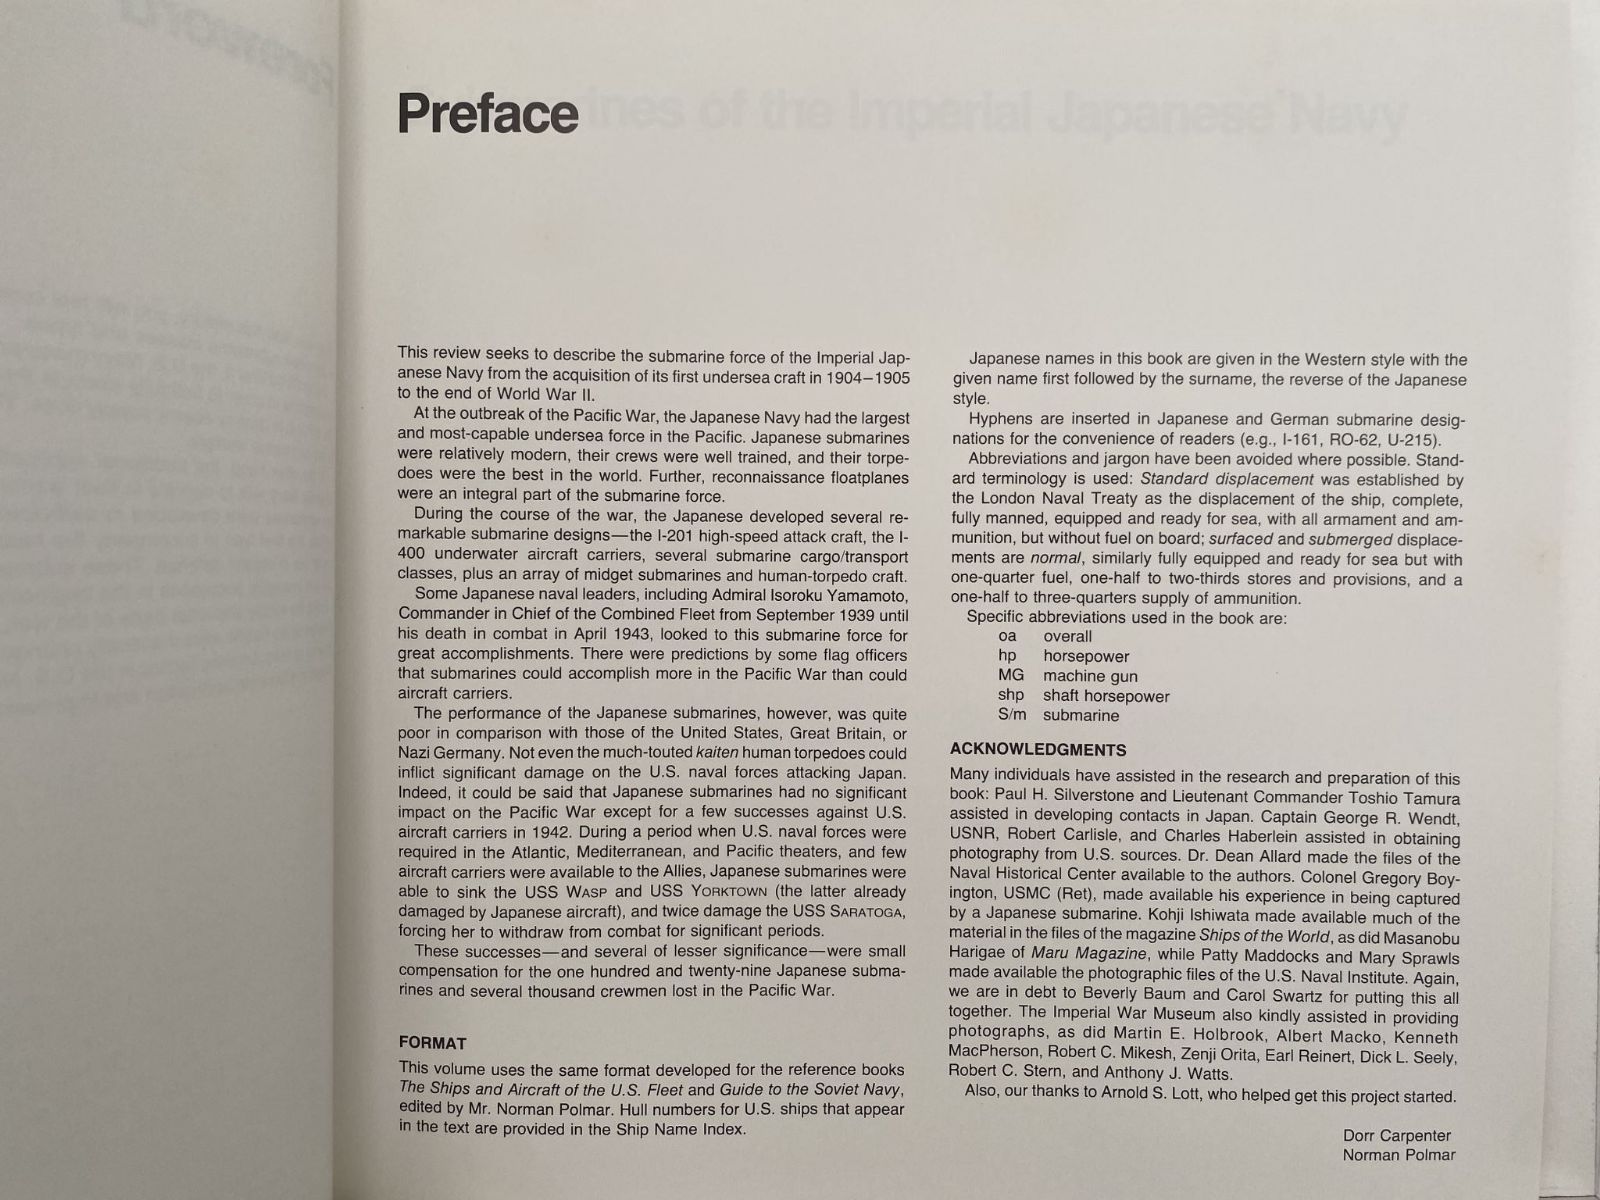 Preface
This review seeks to describe the submarine force of the Imperial Jap-
anese Navy from the acquisition of its first undersea craft in 1904–1905
to the end of World War II.
At the outbreak of the Pacific War, the Japanese Navy had the largest
and most-capable undersea force in the Pacific. Japanese submarines
were relatively modern, their crews were well trained, and their torpe-
does were the best in the world. Further, reconnaissance floatplanes
were an integral part of the submarine force.
During the course of the war, the Japanese developed several re-
markable submarine designs—the I-201 high-speed attack craft, the I-
400 underwater aircraft carriers, several submarine cargo/transport
classes, plus an array of midget submarines and human-torpedo craft.
Some Japanese naval leaders, including Admiral Isoroku Yamamoto,
Commander in Chief of the Combined Fleet from September 1939 until
his death in combat in April 1943, looked to this submarine force for
great accomplishments. There were predictions by some flag officers
that submarines could accomplish more in the Pacific War than could
aircraft carriers.
The performance of the Japanese submarines, however, was quite
poor in comparison with those of the United States, Great Britain, or
Nazi Germany. Not even the much-touted kaiten human torpedoes could
inflict significant damage on the U.S. naval forces attacking Japan.
Indeed, it could be said that Japanese submarines had no significant
impact on the Pacific War except for a few successes against U.S.
aircraft carriers in 1942. During a period when U.S. naval forces were
required in the Atlantic, Mediterranean, and Pacific theaters, and few
aircraft carriers were available to the Allies, Japanese submarines were
able to sink the USS WASP and USS YORKTOWN (the latter already
damaged by Japanese aircraft), and twice damage the USS SARATOGA,
forcing her to withdraw from combat for significant periods.
These successes—and several of lesser significance—were small
compensation for the one hundred and twenty-nine Japanese subma-
rines and several thousand crewmen lost in the Pacific War.
FORMAT
This volume uses the same format developed for the reference books
The Ships and Aircraft of the U.S. Fleet and Guide to the Soviet Navy,
edited by Mr. Norman Polmar. Hull numbers for U.S. ships that appear
in the text are provided in the Ship Name Index.
Japanese names in this book are given in the Western style with the
given name first followed by the surname, the reverse of the Japanese
style.
Hyphens are inserted in Japanese and German submarine desig-
nations for the convenience of readers (e.g., I-161, RO-62, U-215).
Abbreviations and jargon have been avoided where possible. Stand-
ard terminology is used: Standard displacement was established by
the London Naval Treaty as the displacement of the ship, complete,
fully manned, equipped and ready for sea, with all armament and am-
munition, but without fuel on board; surfaced and submerged displace-
ments are normal, similarly fully equipped and ready for sea but with
one-quarter fuel, one-half to two-thirds stores and provisions, and a
one-half to three-quarters supply of ammunition.
Specific abbreviations used in the book are:
oa overall
hp horsepower
MG machine gun
shp shaft horsepower
S/m submarine
ACKNOWLEDGMENTS
Many individuals have assisted in the research and preparation of this
book: Paul H. Silverstone and Lieutenant Commander Toshio Tamura
assisted in developing contacts in Japan. Captain George R. Wendt,
USNR, Robert Carlisle, and Charles Haberlein assisted in obtaining
photography from U.S. sources. Dr. Dean Allard made the files of the
Naval Historical Center available to the authors. Colonel Gregory Boy-
ington, USMC (Ret), made available his experience in being captured
by a Japanese submarine. Kohji Ishiwata made available much of the
material in the files of the magazine Ships of the World, as did Masanobu
Harigae of Maru Magazine, while Patty Maddocks and Mary Sprawls
made available the photographic files of the U.S. Naval Institute. Again,
we are in debt to Beverly Baum and Carol Swartz for putting this all
together. The Imperial War Museum also kindly assisted in providing
photographs, as did Martin E. Holbrook, Albert Macko, Kenneth
MacPherson, Robert C. Mikesh, Zenji Orita, Earl Reinert, Dick L. Seely,
Robert C. Stern, and Anthony J. Watts.
Also, our thanks to Arnold S. Lott, who helped get this project started.
Dorr Carpenter
Norman Polmar